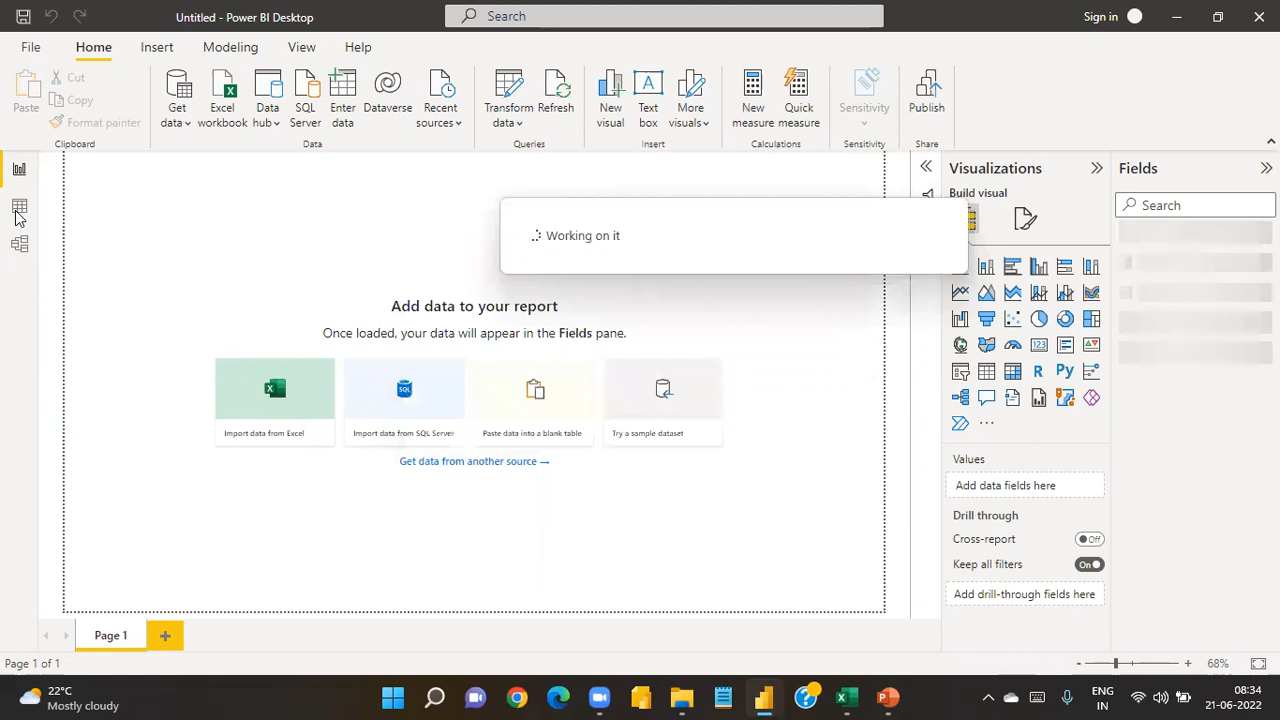 Untitled - Power BI Desktop
Search
Sign in
File
Home
Insert
Modeling
View
Help
Paste
Cut
Copy
Format painter
Get data
Excel workbook
Data hub
SQL Server
Enter data
Dataverse
Recent sources
Transform data
Refresh
New visual
Text box
More visuals
New measure
Quick measure
Sensitivity
Publish
Clipboard
Data
Queries
Insert
Calculations
Sensitivity
Share
Visualizations
Fields
Build visual
Search
Working on it
Add data to your report
Once loaded, your data will appear in the Fields pane.
SQL
Import data from Excel
Import data from SQL Server
Paste data into a blank table
Try a sample dataset
Get data from another source →
123
R
Py
...
Values
Add data fields here
Drill through
Cross-report
Off
Keep all filters
On
Add drill-through fields here
Page 1
Page 1 of 1
68%
22°C
Mostly cloudy
ENG
IN
08:34
21-06-2022